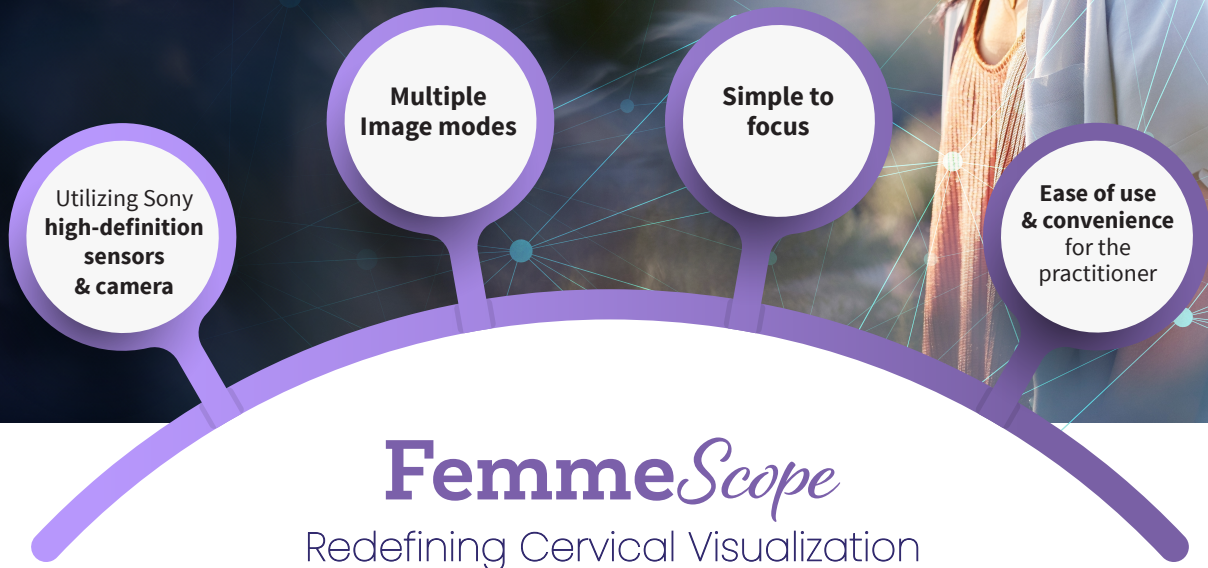 Utilizing Sony
high-definition
sensors
& camera
Multiple
Image modes
Simple to
focus
Ease of use
& convenience
for the
practitioner
FemmeScope
Redefining Cervical Visualization